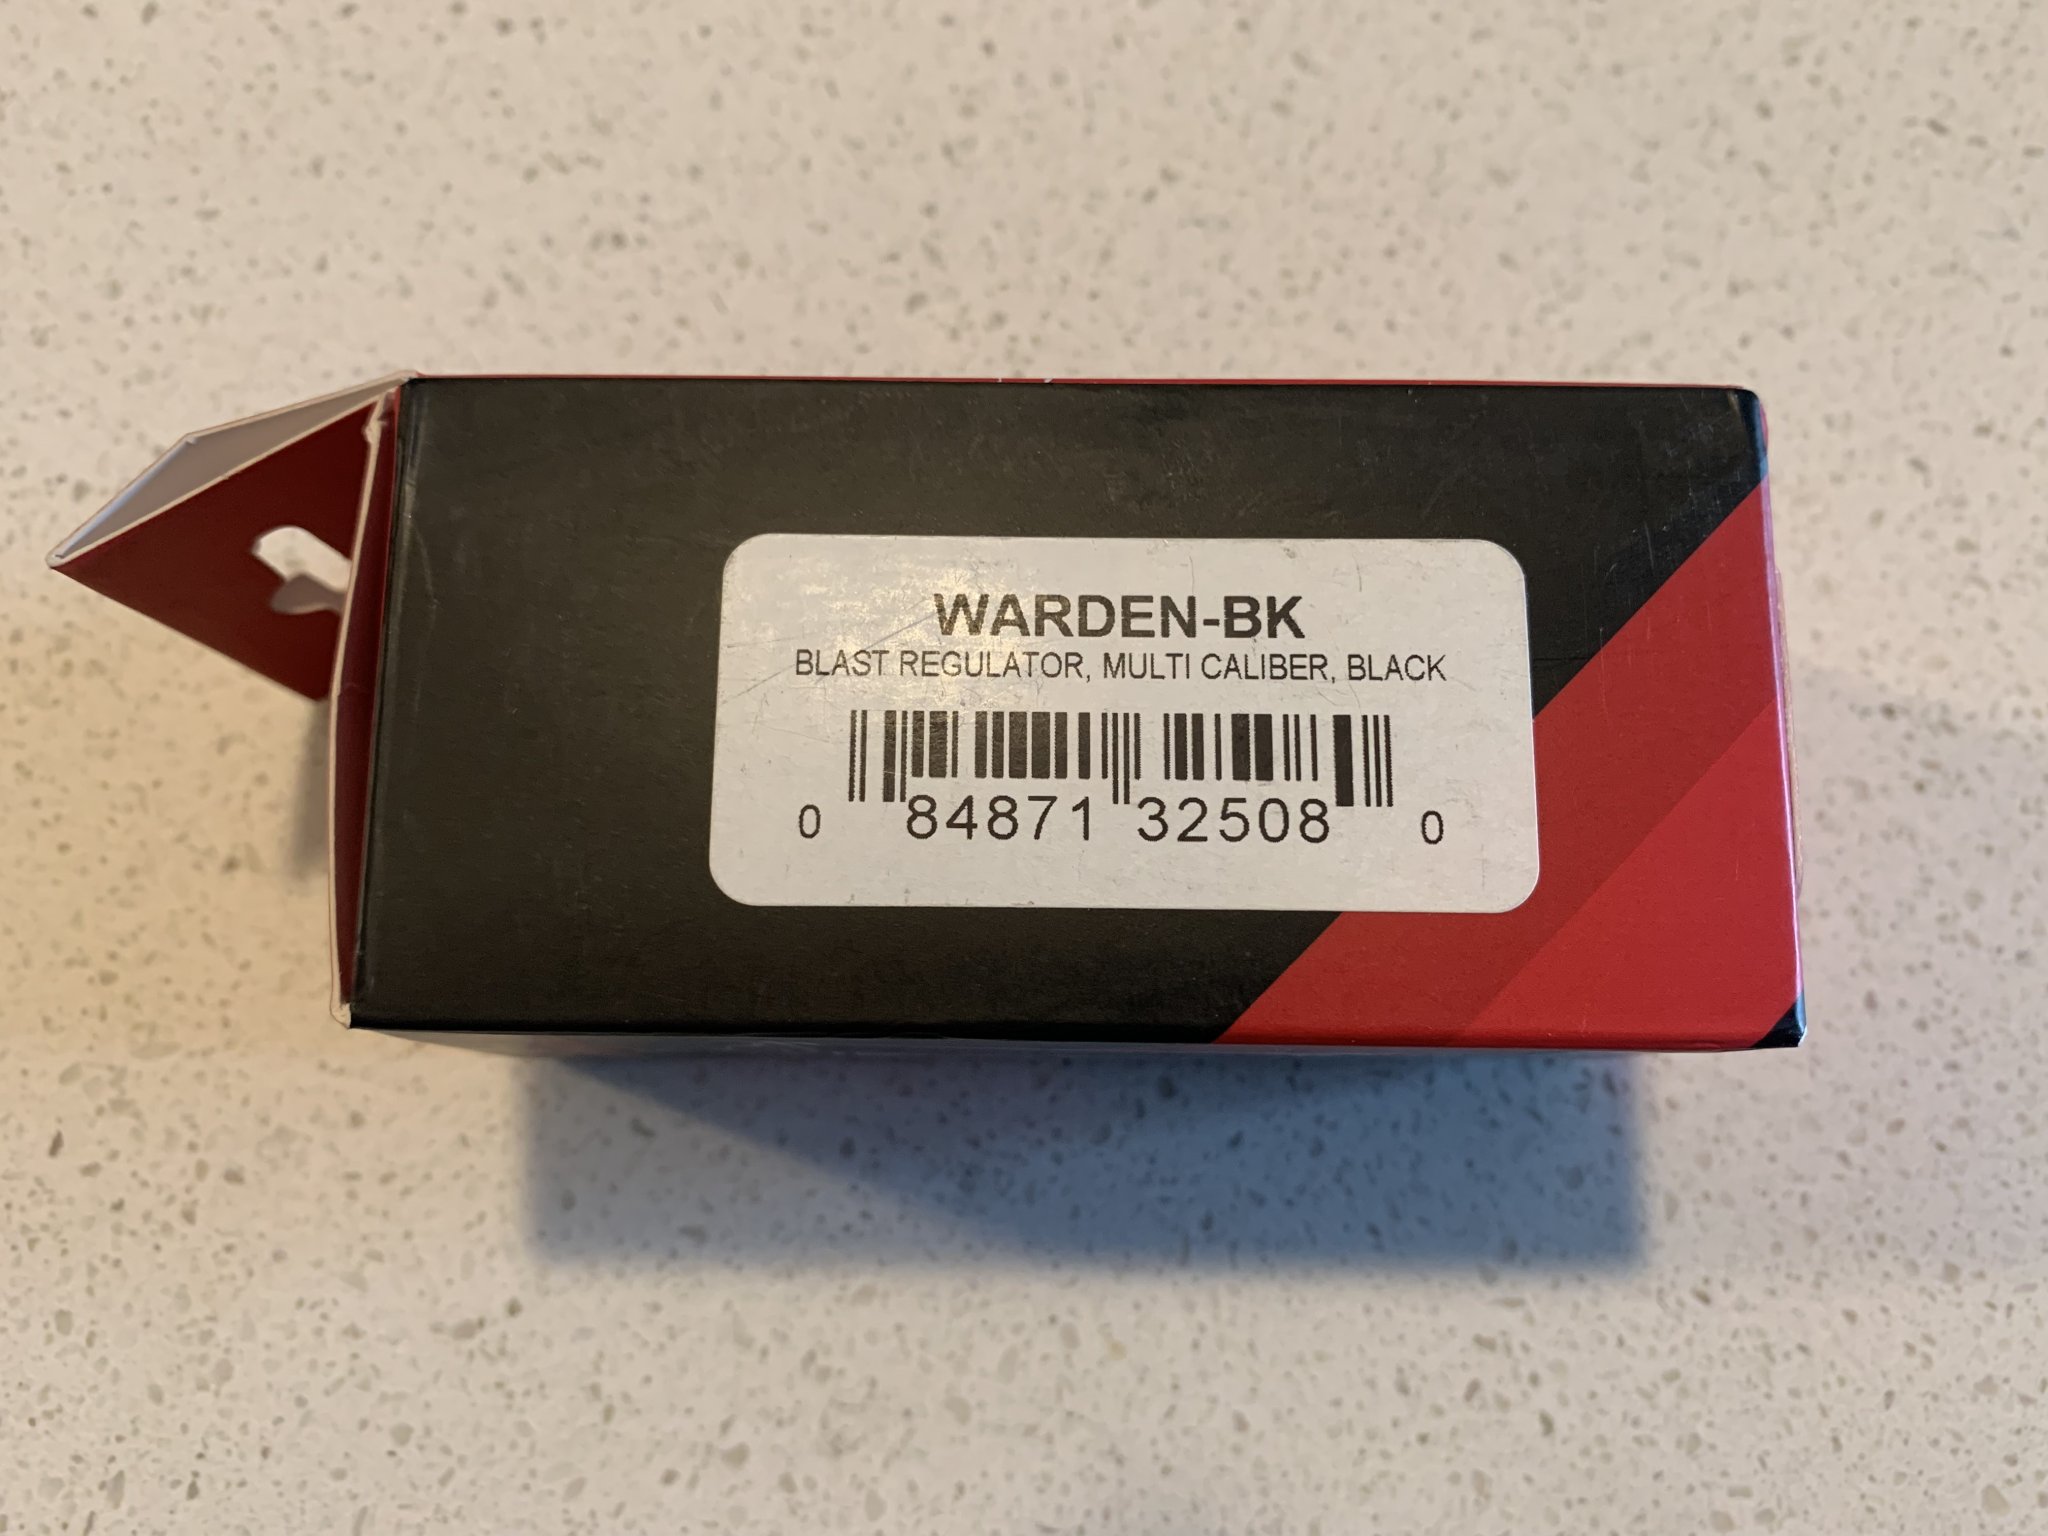 WARDEN-BK
BLAST REGULATOR, MULTI CALIBER, BLACK
0 84871 32508 0